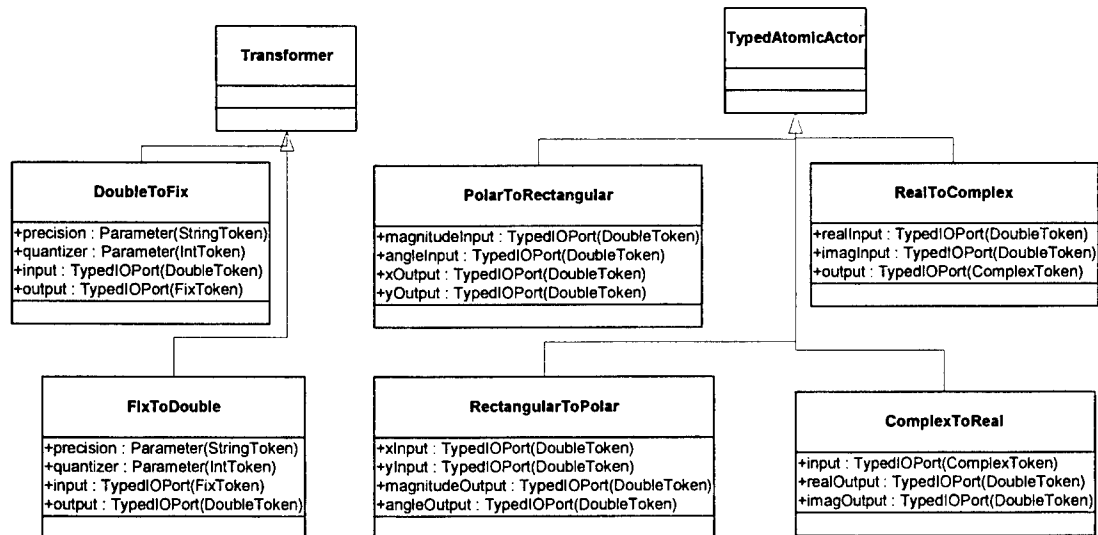 Transformer
TypedAtomicActor
DoubleToFix
+precision : Parameter(StringToken)
+quantizer : Parameter(IntToken)
+input : TypedIOPort(DoubleToken)
+output : TypedIOPort(FixToken)
PolarToRectangular
+magnitudeInput : TypedIOPort(DoubleToken)
+angleInput : TypedIOPort(DoubleToken)
+xOutput : TypedIOPort(DoubleToken)
+yOutput : TypedIOPort(DoubleToken)
RealToComplex
+realInput : TypedIOPort(DoubleToken)
+imagInput : TypedIOPort(DoubleToken)
+output : TypedIOPort(ComplexToken)
FixToDouble
+precision : Parameter(StringToken)
+quantizer : Parameter(IntToken)
+input : TypedIOPort(FixToken)
+output : TypedIOPort(DoubleToken)
RectangularToPolar
+xInput : TypedIOPort(DoubleToken)
+yInput : TypedIOPort(DoubleToken)
+magnitudeOutput : TypedIOPort(DoubleToken)
+angleOutput : TypedIOPort(DoubleToken)
ComplexToReal
+input : TypedIOPort(ComplexToken)
+realOutput : TypedIOPort(DoubleToken)
+imagOutput : TypedIOPort(DoubleToken)